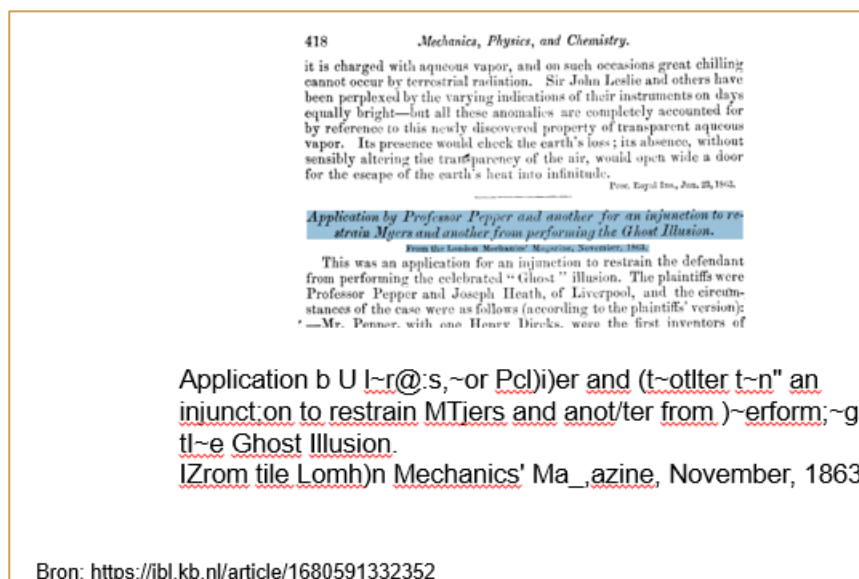 418 Mechanics, Physics, and Chemistry.
it is charged with aqueous vapor, and on such occasions great chilling
cannot occur by terrestrial radiation. Sir John Leslie and others have
been perplexed by the varying indications of their instruments on days
equally bright—but all these anomalies are completely accounted for
by reference to this newly discovered property of transparent aqueous
vapor. Its presence would check the earth's loss; its absence, without
sensibly altering the transparency of the air, would open wide a door
for the escape of the earth's heat into infinitude.
Proc. Royal Ins., Jan. 23, 1863.
Application by Professor Pepper and another for an injunction to re-
strain Myers and another from performing the Ghost Illusion.
From the London Mechanics' Magazine, November, 1863.
This was an application for an injunction to restrain the defendant
from performing the celebrated "Ghost" illusion. The plaintiffs were
Professor Pepper and Joseph Heath, of Liverpool, and the circum-
stances of the case were as follows (according to the plaintiffs' version):
—Mr. Pepper, with one Henry Dircks, were the first inventors of
Application b U l~r@:s,~or Pcl)i)er and (t~otlter t~n" an
injunct;on to restrain MTjers and anot/ter from )~erform;~g
tl~e Ghost Illusion.
IZrom tile Lomh)n Mechanics' Ma_,azine, November, 1863
Bron: https://ibl.kb.nl/article/1680591332352